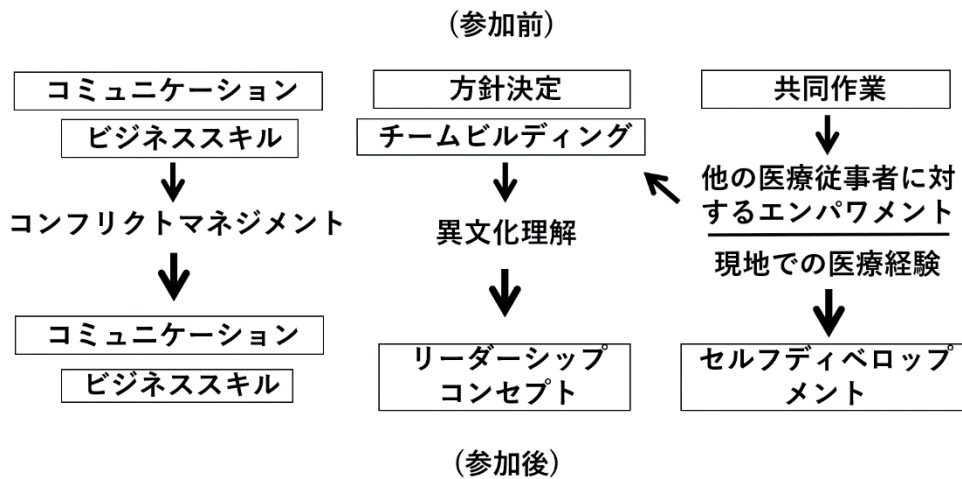 （参加前）
コミュニケーション
ビジネススキル
コンフリクトマネジメント
コミュニケーション
ビジネススキル
方針決定
チームビルディング
異文化理解
リーダーシップ
コンセプト
共同作業
他の医療従事者に対
するエンパワメント
現地での医療経験
セルフディベロップ
メント
（参加後）